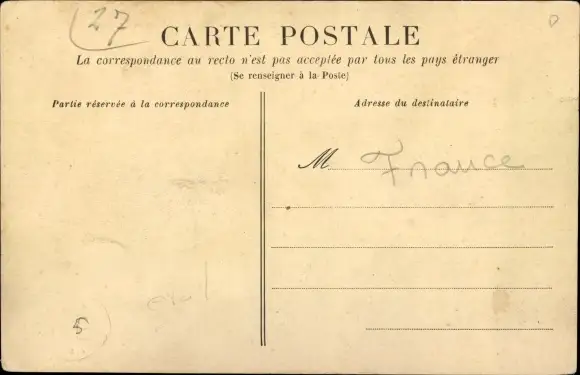 27
CARTE POSTALE
La correspondance au recto n'est pas acceptée par tous les pays étranger
(Se renseigner à la Poste)
Partie réservée à la correspondance
Adresse du destinataire
M France
5